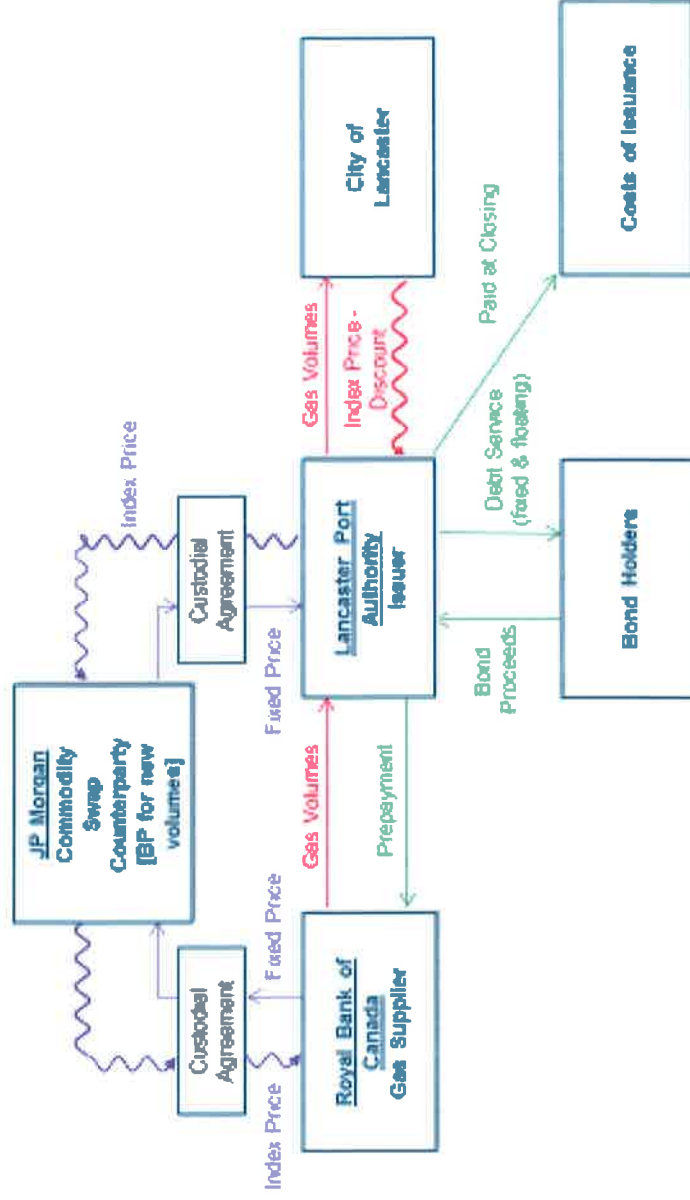 JP Morgan
Commodity
Swap
Counterparty
[BP for new
volumes]
Index Price
Custodial
Agreement
Fixed Price
Custodial
Agreement
Fixed Price
Index Price
Royal Bank of
Canada
Gas Supplier
Gas Volumes
Prepayment
Lancaster Port
Authority
Issuer
Gas Volumes
Index Price -
Discount
City of
Lancaster
Bond
Proceeds
Debt Service
(fixed & floating)
Paid at Closing
Bond Holders
Costs of Issuance